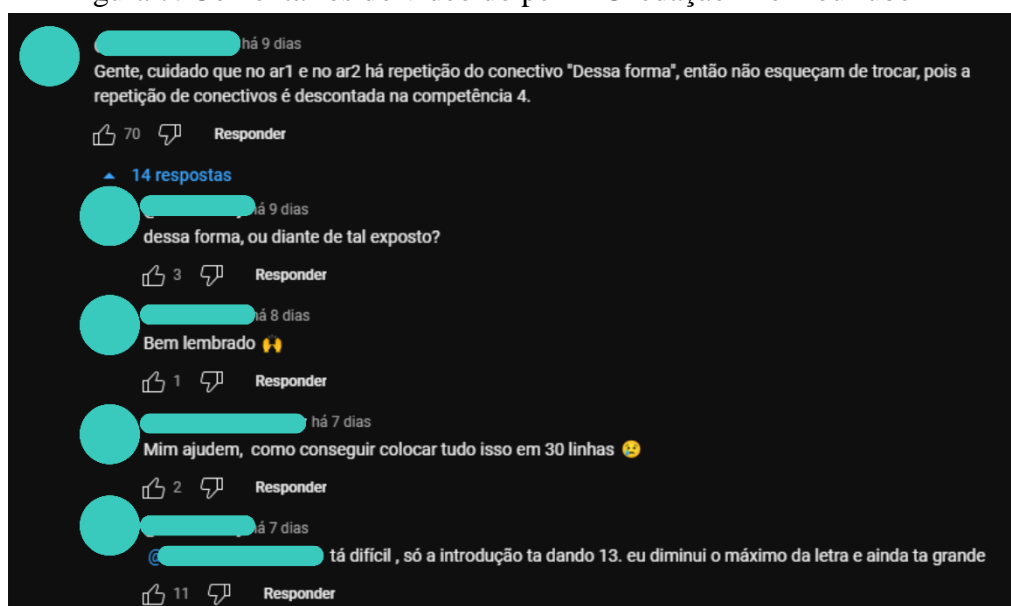 há 9 dias
Gente, cuidado que no ar1 e no ar2 há repetição do conectivo "Dessa forma", então não esqueçam de trocar, pois a
repetição de conectivos é descontada na competência 4.
70 Responder
14 respostas
há 9 dias
dessa forma, ou diante de tal exposto?
3 Responder
há 8 dias
Bem lembrado 🙌
1 Responder
há 7 dias
Mim ajudem, como conseguir colocar tudo isso em 30 linhas 😢
2 Responder
há 7 dias
@ tá difícil , só a introdução ta dando 13. eu diminui o máximo da letra e ainda ta grande
11 Responder